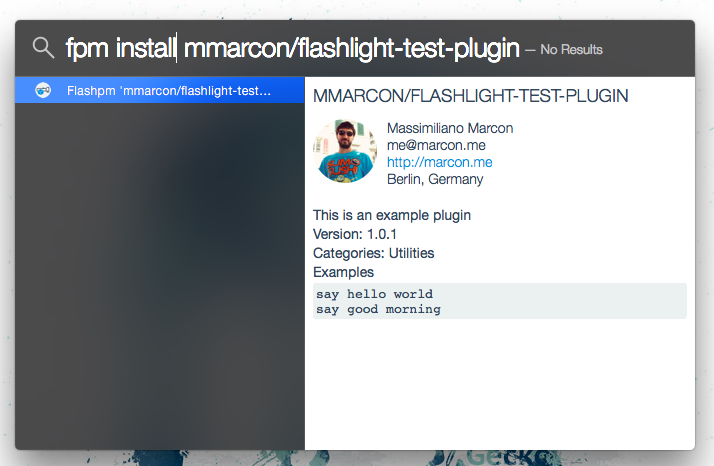 fpm install mmarcon/flashlight-test-plugin — No Results
Flashpm 'mmarcon/flashlight-test...
MMARCON/FLASHLIGHT-TEST-PLUGIN
Massimiliano Marcon
me@marcon.me
http://marcon.me
Berlin, Germany
This is an example plugin
Version: 1.0.1
Categories: Utilities
Examples
say hello world
say good morning